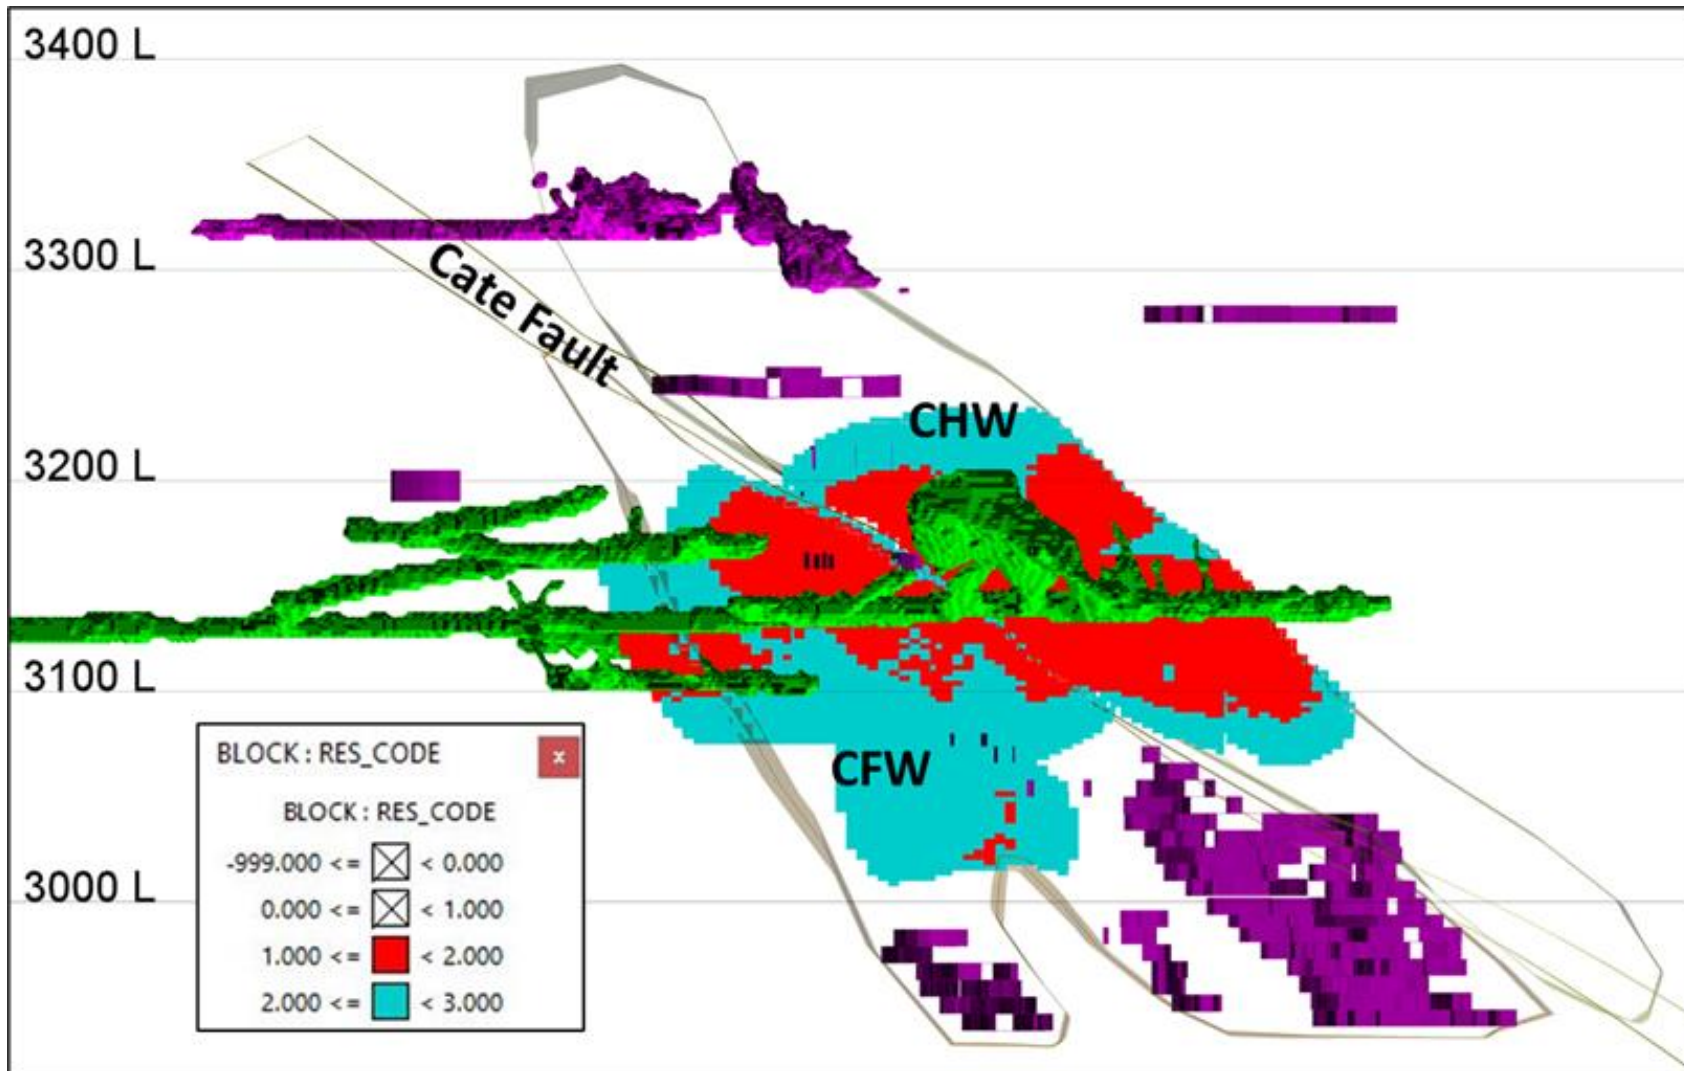 3400 L
3300 L
Cate Fault
CHW
3200 L
3100 L
CFW
3000 L
BLOCK : RES_CODE x
BLOCK : RES_CODE
-999.000 <= < 0.000
0.000 <= < 1.000
1.000 <= < 2.000
2.000 <= < 3.000